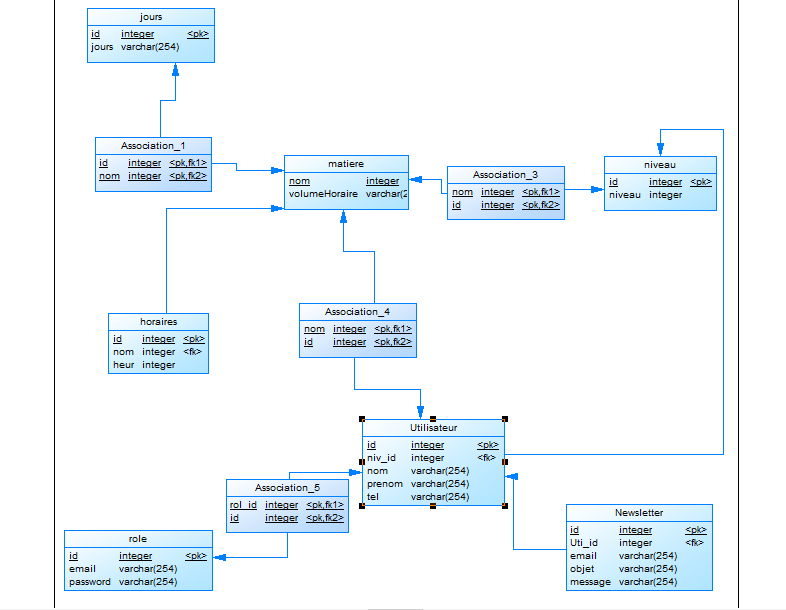 jours
id integer <pk>
jours varchar(254)
Association_1
id integer <pk,fk1>
nom integer <pk,fk2>
matiere
nom integer
volumeHoraire varchar(2
Association_3
nom integer <pk,fk1>
id integer <pk,fk2>
niveau
id integer <pk>
niveau integer
horaires
id integer <pk>
nom integer <fk>
heur integer
Association_4
nom integer <pk,fk1>
id integer <pk,fk2>
Utilisateur
id integer <pk>
niv_id integer <fk>
nom varchar(254)
prenom varchar(254)
tel varchar(254)
Association_5
rol_id integer <pk,fk1>
id integer <pk,fk2>
role
id integer <pk>
email varchar(254)
password varchar(254)
Newsletter
id integer <pk>
Uti_id integer <fk>
email varchar(254)
objet varchar(254)
message varchar(254)